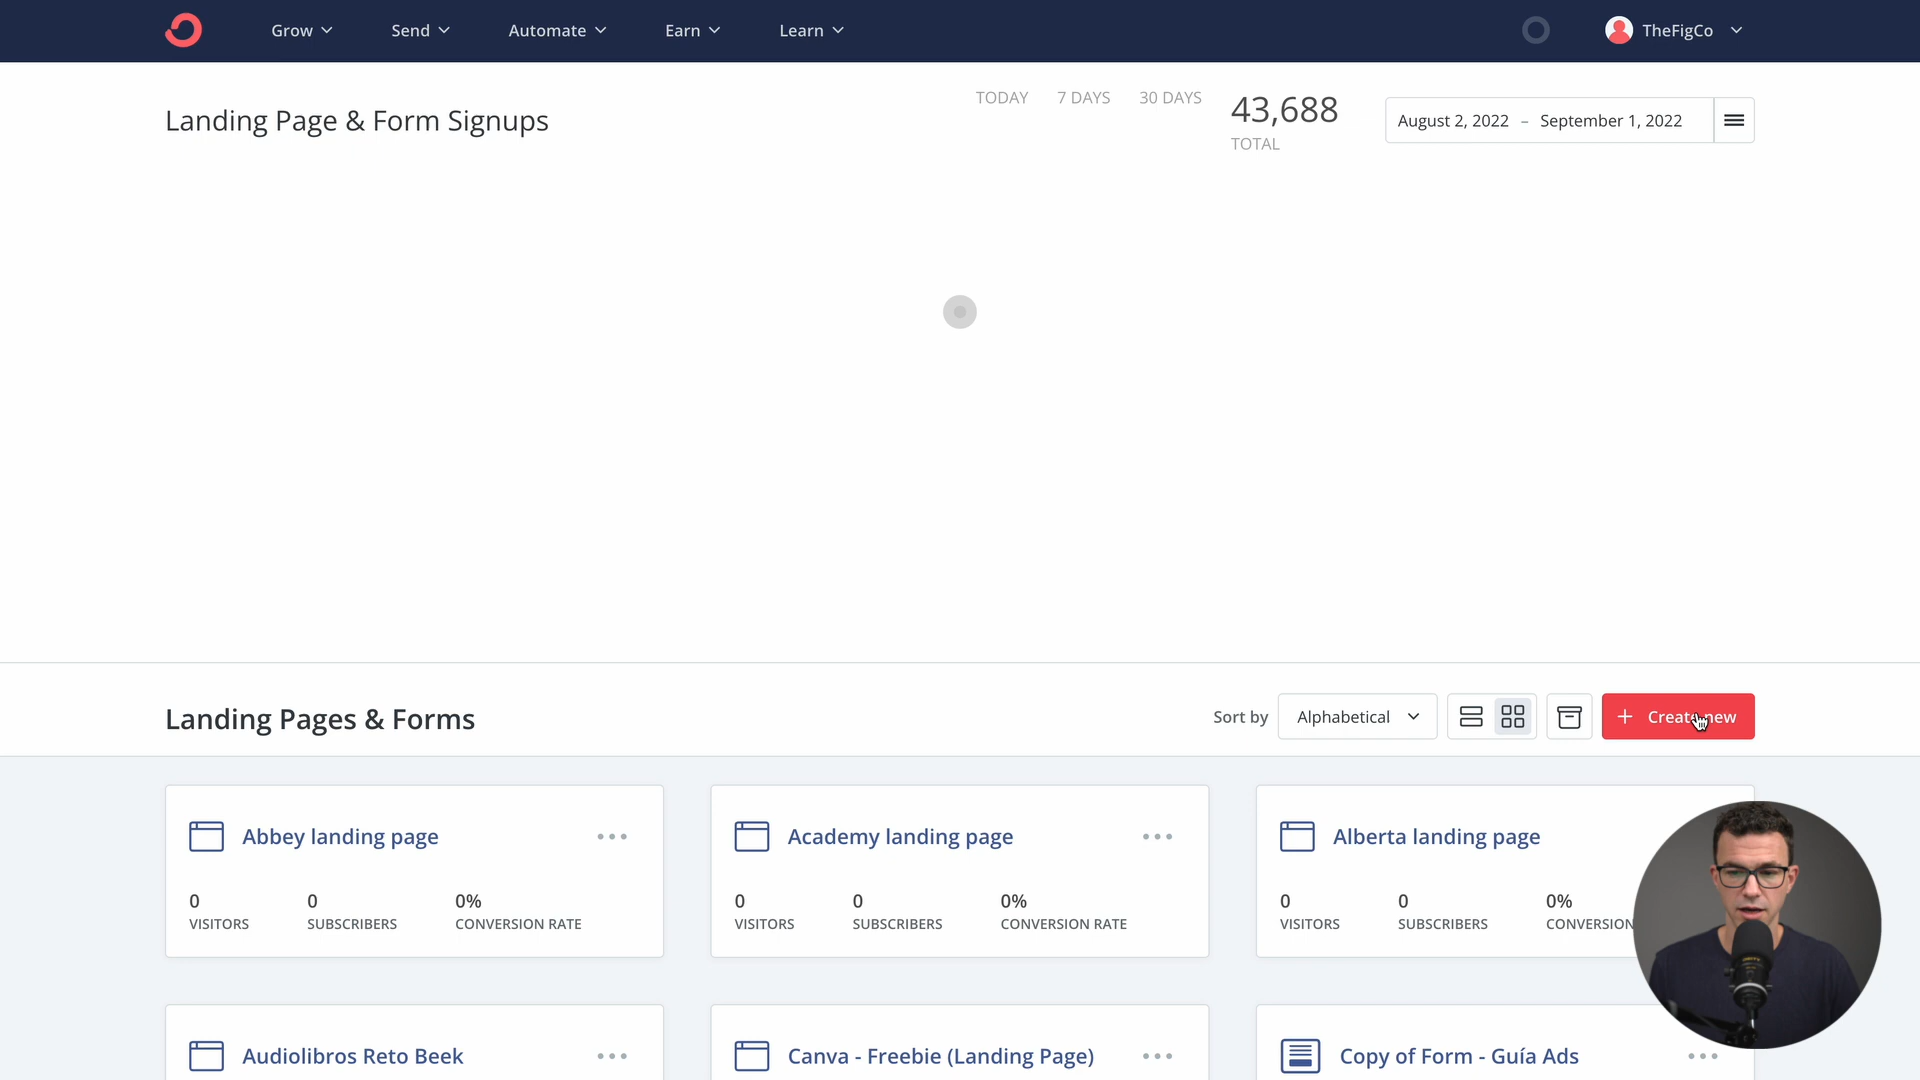 Grow
Send
Automate
Earn
Learn
TheFigCo
Landing Page & Form Signups
TODAY
7 DAYS
30 DAYS
43,688
TOTAL
August 2, 2022 – September 1, 2022
Landing Pages & Forms
Sort by
Alphabetical
+ Create new
Abbey landing page
0
VISITORS
0
SUBSCRIBERS
0%
CONVERSION RATE
Academy landing page
0
VISITORS
0
SUBSCRIBERS
0%
CONVERSION RATE
Alberta landing page
0
VISITORS
0
SUBSCRIBERS
0%
CONVERSION
Audiolibros Reto Beek
Canva - Freebie (Landing Page)
Copy of Form - Guía Ads